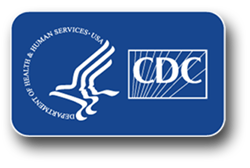 DEPARTMENT OF HEALTH & HUMAN SERVICES • USA
CDC